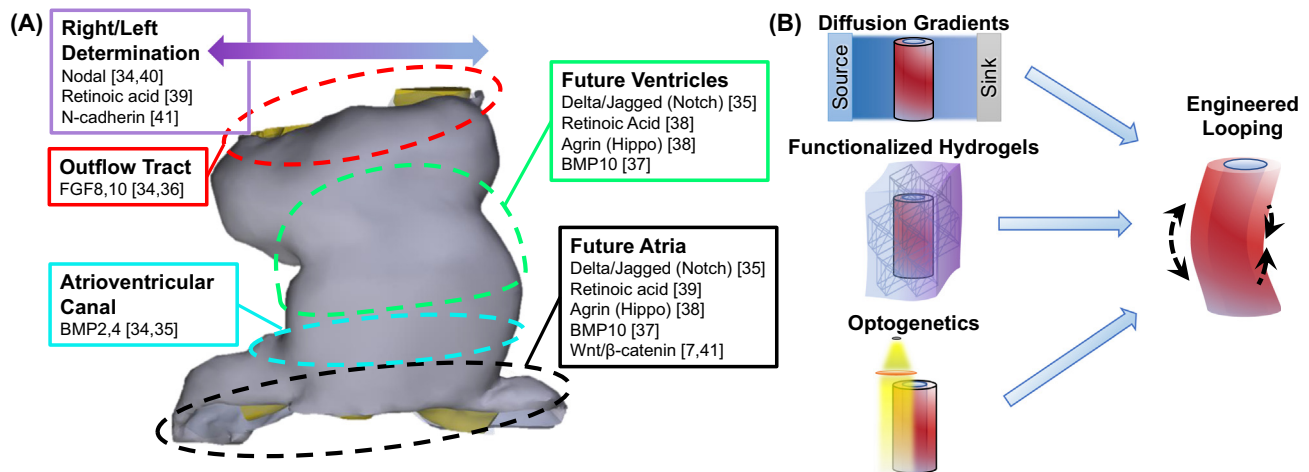 (A)
Right/Left
Determination
Nodal [34,40]
Retinoic acid [39]
N-cadherin [41]
Outflow Tract
FGF8,10 [34,36]
Atrioventricular
Canal
BMP2,4 [34,35]
Future Ventricles
Delta/Jagged (Notch) [35]
Retinoic Acid [38]
Agrin (Hippo) [38]
BMP10 [37]
Future Atria
Delta/Jagged (Notch) [35]
Retinoic acid [39]
Agrin (Hippo) [38]
BMP10 [37]
Wnt/β-catenin [7,41]
(B)
Diffusion Gradients
Source
Sink
Functionalized Hydrogels
Optogenetics
Engineered
Looping